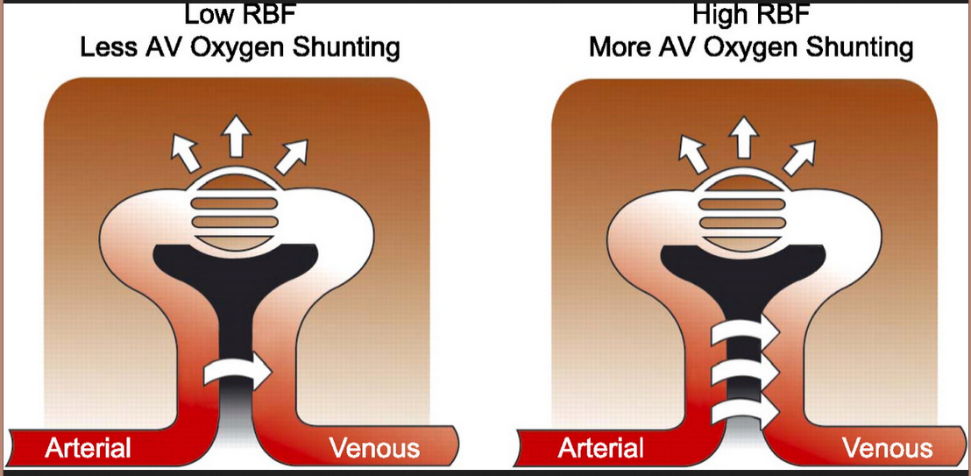 Low RBF
Less AV Oxygen Shunting
High RBF
More AV Oxygen Shunting
Arterial
Venous
Arterial
Venous